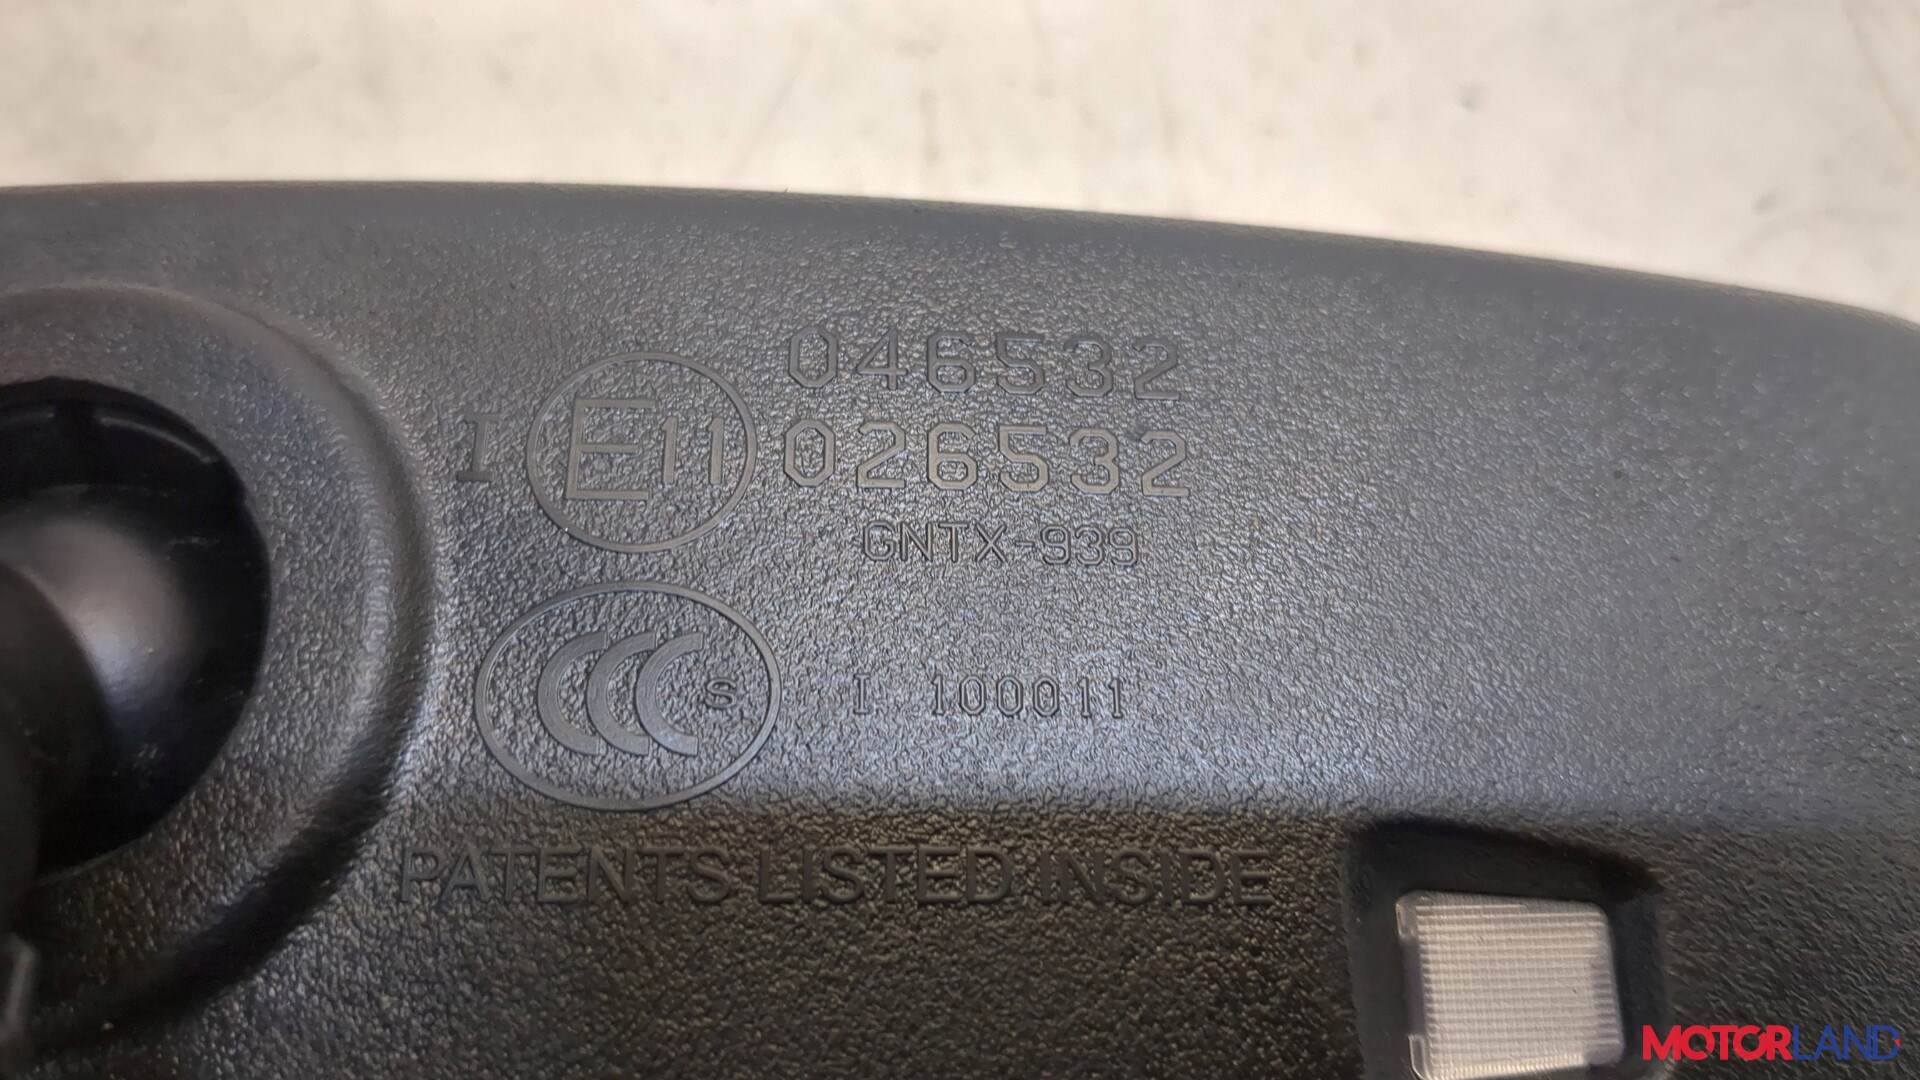 046532
I E11 026532
GNTX-939
CCC S I 100011
PATENTS LISTED INSIDE
MOTORLAND